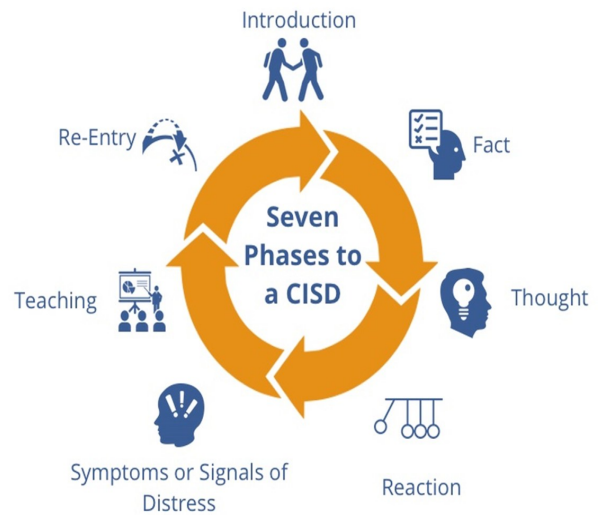 Introduction
Fact
Thought
Reaction
Symptoms or Signals of
Distress
Teaching
Re-Entry
Seven
Phases to
a CISD